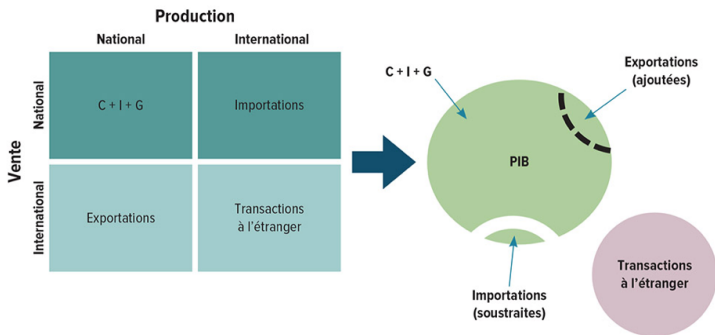 Production
National
International
Vente
National
C + I + G
Importations
International
Exportations
Transactions
à l’étranger
C + I + G
Exportations
(ajoutées)
PIB
Importations
(soustraites)
Transactions
à l’étranger